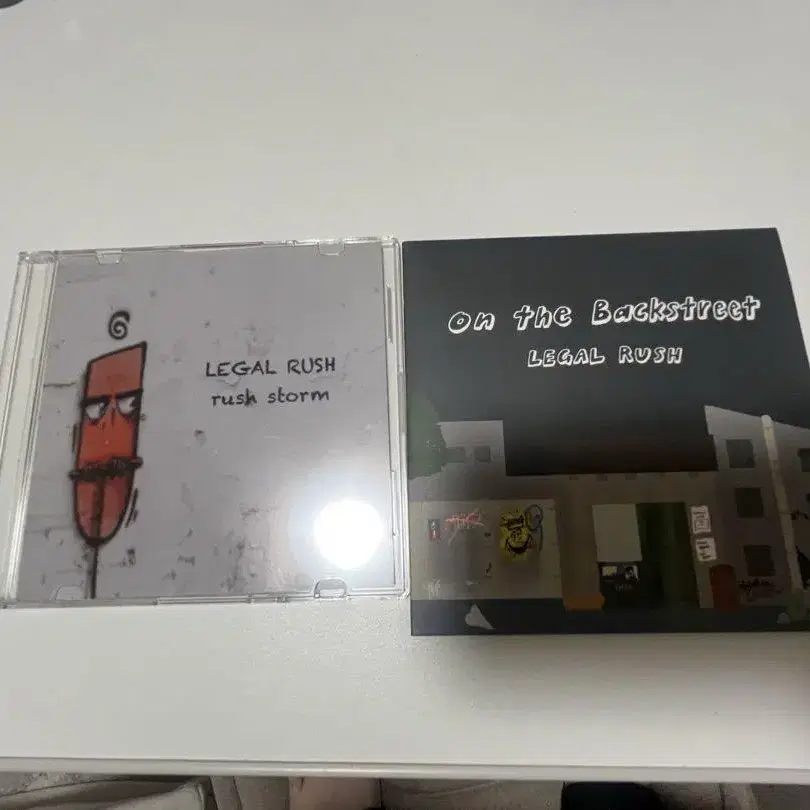 LEGAL RUSH
rush storm
on the Backstreet
LEGAL RUSH